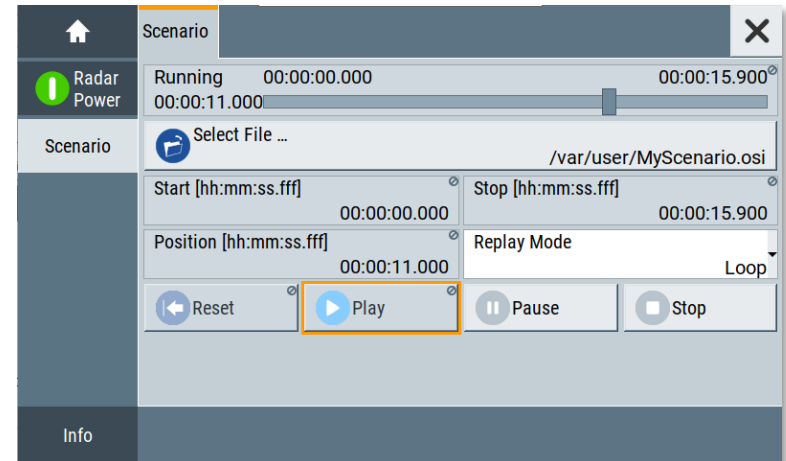 Scenario
Radar
Power
Running 00:00:00.000 00:00:15.900
00:00:11.000
Scenario
Select File ...
/var/user/MyScenario.osi
Start [hh:mm:ss.fff] Stop [hh:mm:ss.fff]
00:00:00.000 00:00:15.900
Position [hh:mm:ss.fff] Replay Mode
00:00:11.000 Loop
Reset Play Pause Stop
Info